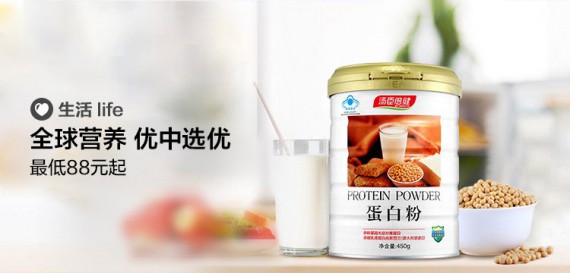 生活 life
全球营养 优中选优
最低88元起
汤臣倍健
PROTEIN POWDER
蛋白粉
净含量:450g